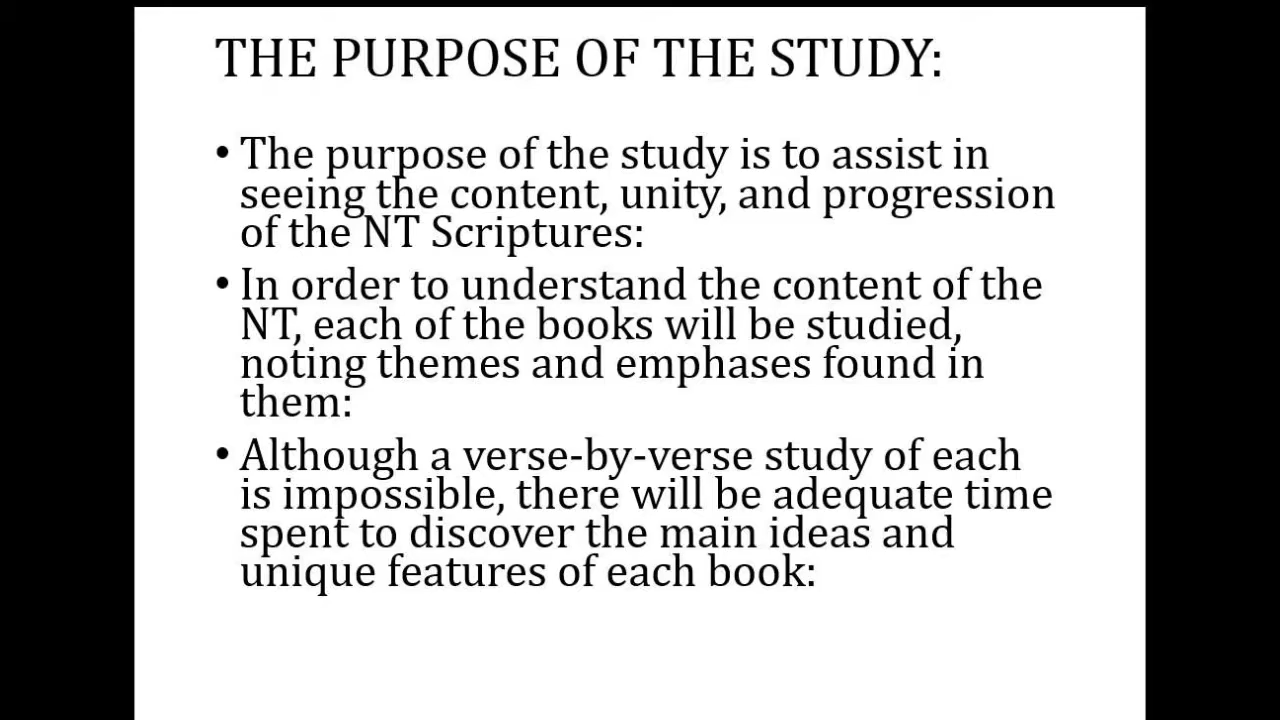 THE PURPOSE OF THE STUDY:
• The purpose of the study is to assist in
seeing the content, unity, and progression
of the NT Scriptures:
• In order to understand the content of the
NT, each of the books will be studied,
noting themes and emphases found in
them:
• Although a verse-by-verse study of each
is impossible, there will be adequate time
spent to discover the main ideas and
unique features of each book: